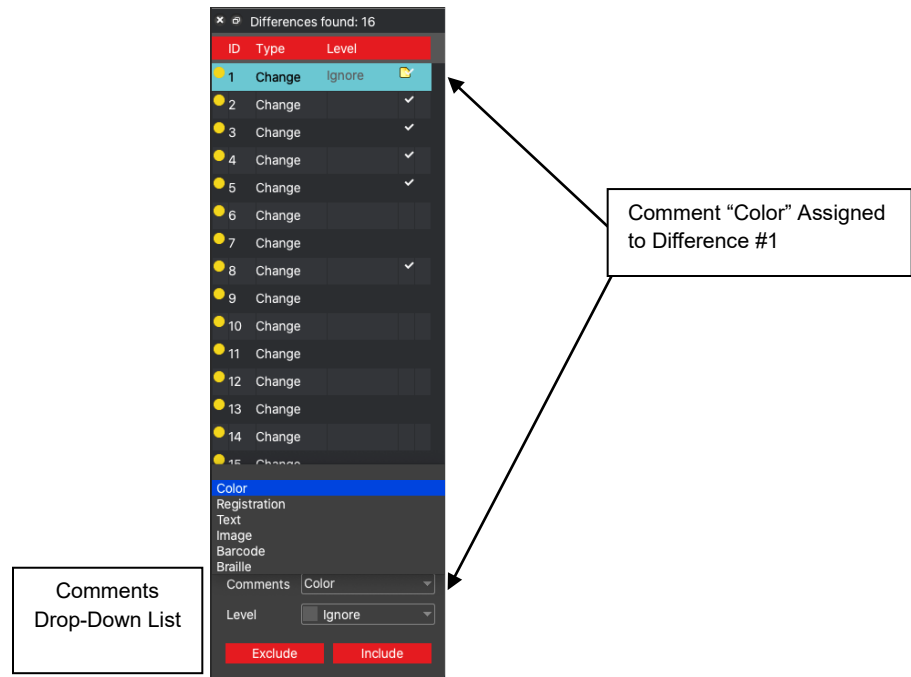 Differences found: 16
ID Type Level
1 Change Ignore
2 Change
3 Change
4 Change
5 Change
6 Change
7 Change
8 Change
9 Change
10 Change
11 Change
12 Change
13 Change
14 Change
15 Change
Color
Registration
Text
Image
Barcode
Braille
Comments Color
Level Ignore
Exclude Include
Comment “Color” Assigned
to Difference #1
Comments
Drop-Down List